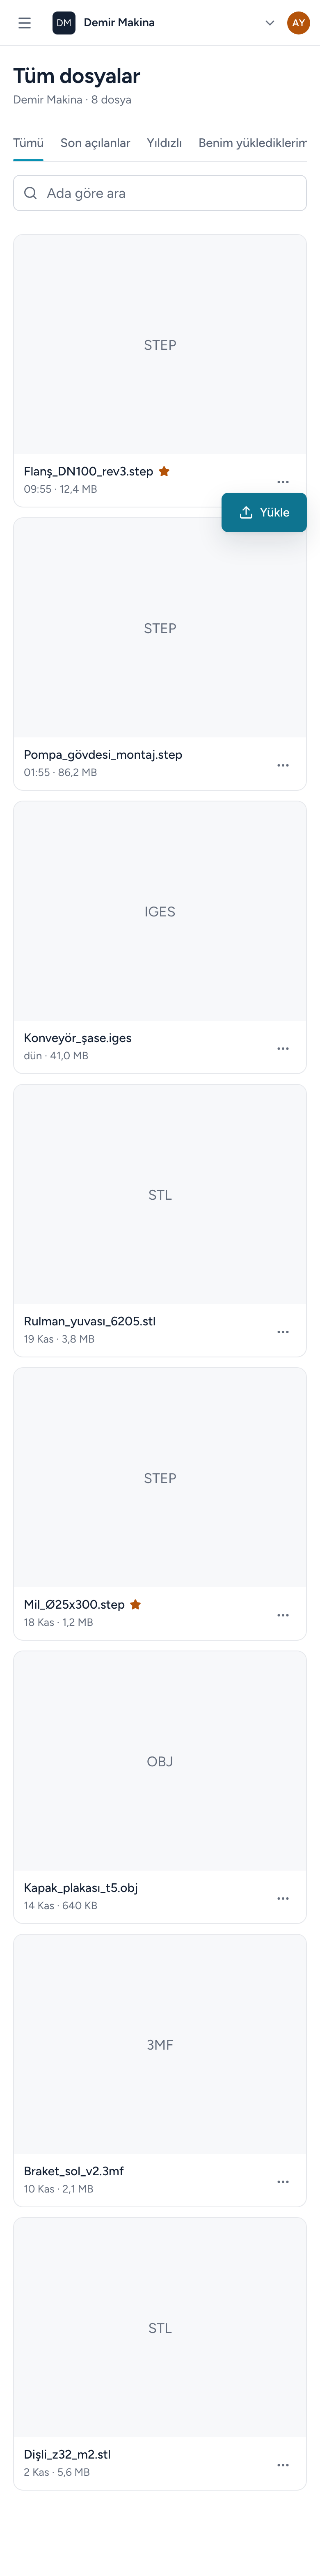 DM Demir Makina AY
Tüm dosyalar
Demir Makina · 8 dosya
Tümü Son açılanlar Yıldızlı Benim yüklediklerim
Ada göre ara
STEP
Flanş_DN100_rev3.step
09:55 · 12,4 MB
Yükle
STEP
Pompa_gövdesi_montaj.step
01:55 · 86,2 MB
IGES
Konveyör_şase.iges
dün · 41,0 MB
STL
Rulman_yuvası_6205.stl
19 Kas · 3,8 MB
STEP
Mil_Ø25x300.step
18 Kas · 1,2 MB
OBJ
Kapak_plakası_t5.obj
14 Kas · 640 KB
3MF
Braket_sol_v2.3mf
10 Kas · 2,1 MB
STL
Dişli_z32_m2.stl
2 Kas · 5,6 MB